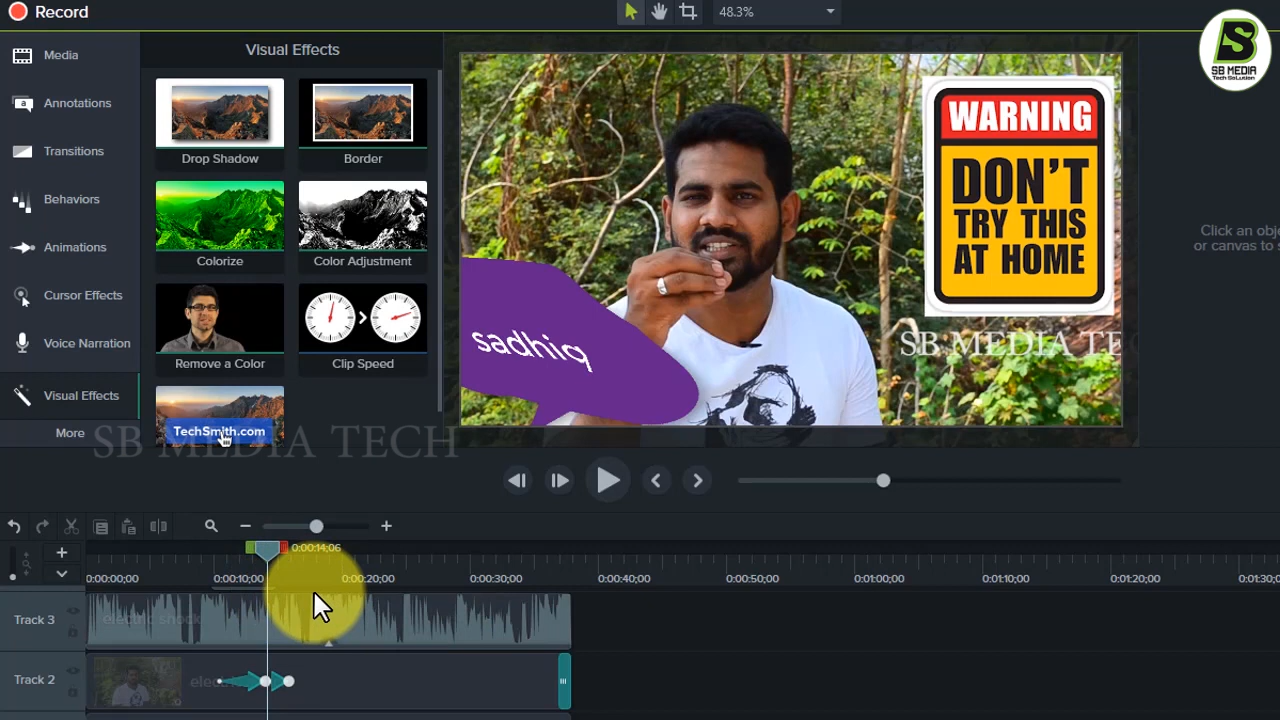 Record
48.3%
SB MEDIA
Tech SoLution
Media
Annotations
Transitions
Behaviors
Animations
Cursor Effects
Voice Narration
Visual Effects
More
Visual Effects
Drop Shadow
Border
Colorize
Color Adjustment
Remove a Color
Clip Speed
TechSmith.com
WARNING
DON'T
TRY THIS
AT HOME
sadhiq
SB MEDIA TE
SB MEDIA TECH
Click an obje
or canvas to s
0:00:14;06
0:00:00;00
0:00:10;00
0:00:20;00
0:00:30;00
0:00:40;00
0:00:50;00
0:01:00;00
0:01:10;00
0:01:20;00
0:01:30;0
Track 3
electric shock
Track 2